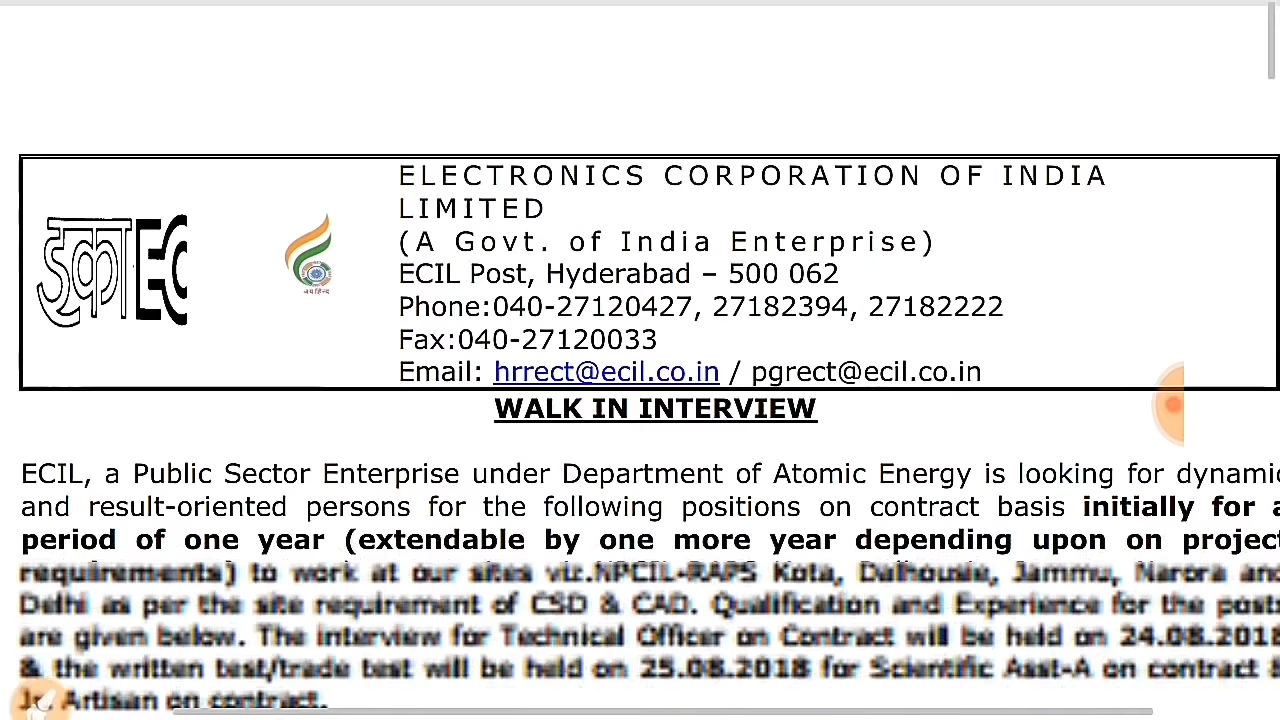 इका EC
जय हिन्द
ELECTRONICS CORPORATION OF INDIA
LIMITED
(A Govt. of India Enterprise)
ECIL Post, Hyderabad – 500 062
Phone:040-27120427, 27182394, 27182222
Fax:040-27120033
Email: hrrect@ecil.co.in / pgrect@ecil.co.in
WALK IN INTERVIEW
ECIL, a Public Sector Enterprise under Department of Atomic Energy is looking for dynamic
and result-oriented persons for the following positions on contract basis initially for a
period of one year (extendable by one more year depending upon on project
requirements) to work at our sites viz.NPCIL-RAPS Kota, Dalhousie, Jammu, Narora and
Delhi as per the site requirement of CSD & CAD. Qualification and Experience for the posts
are given below. The interview for Technical Officer on Contract will be held on 24.08.2018
& the written test/trade test will be held on 25.08.2018 for Scientific Asst-A on contract &
Jr. Artisan on contract.